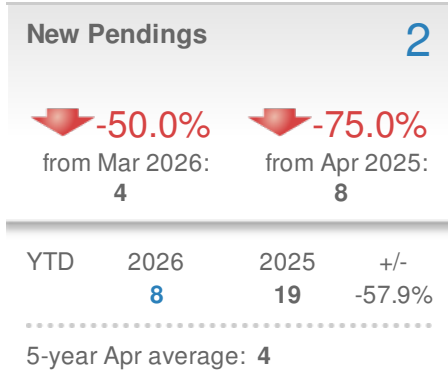 New Pendings 2
-50.0% -75.0%
from Mar 2026: from Apr 2025:
4 8
YTD 2026 2025 +/-
8 19 -57.9%
5-year Apr average: 4